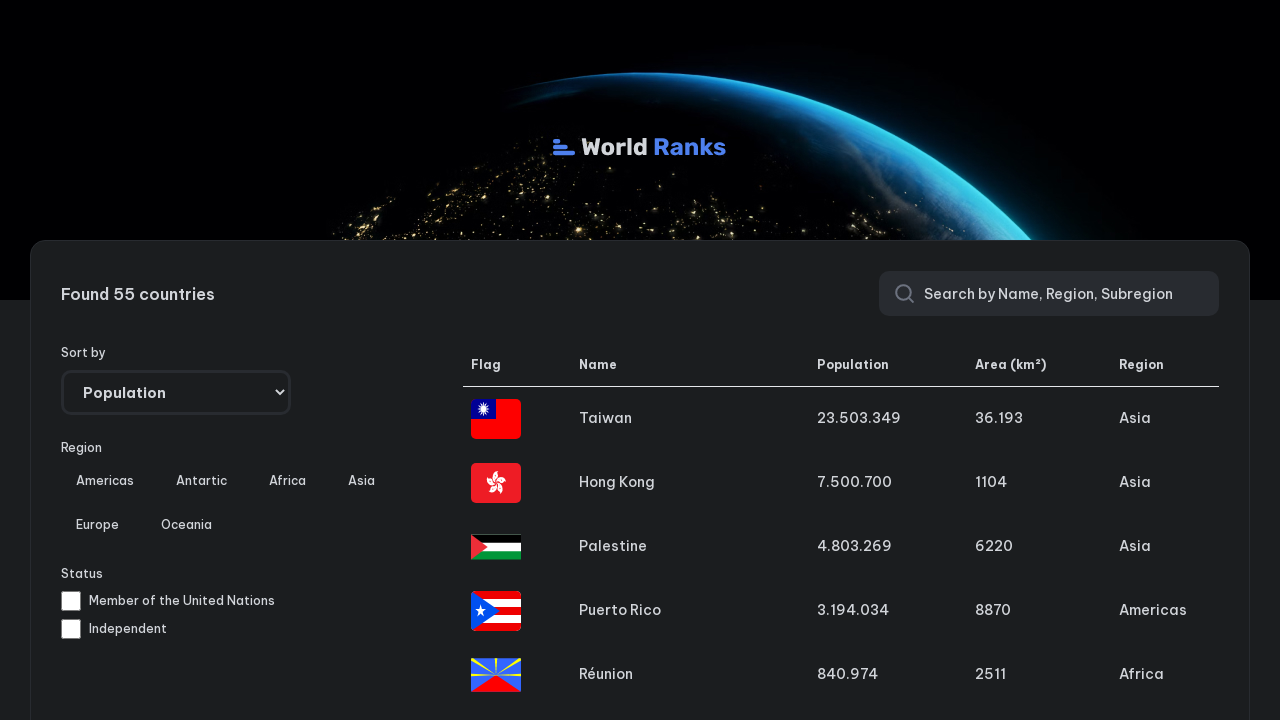 World Ranks
Found 55 countries
Search by Name, Region, Subregion
Sort by
Population
Region
Americas Antartic Africa Asia
Europe Oceania
Status
Member of the United Nations
Independent
Flag Name Population Area (km²) Region
Taiwan 23.503.349 36.193 Asia
Hong Kong 7.500.700 1104 Asia
Palestine 4.803.269 6220 Asia
Puerto Rico 3.194.034 8870 Americas
Réunion 840.974 2511 Africa